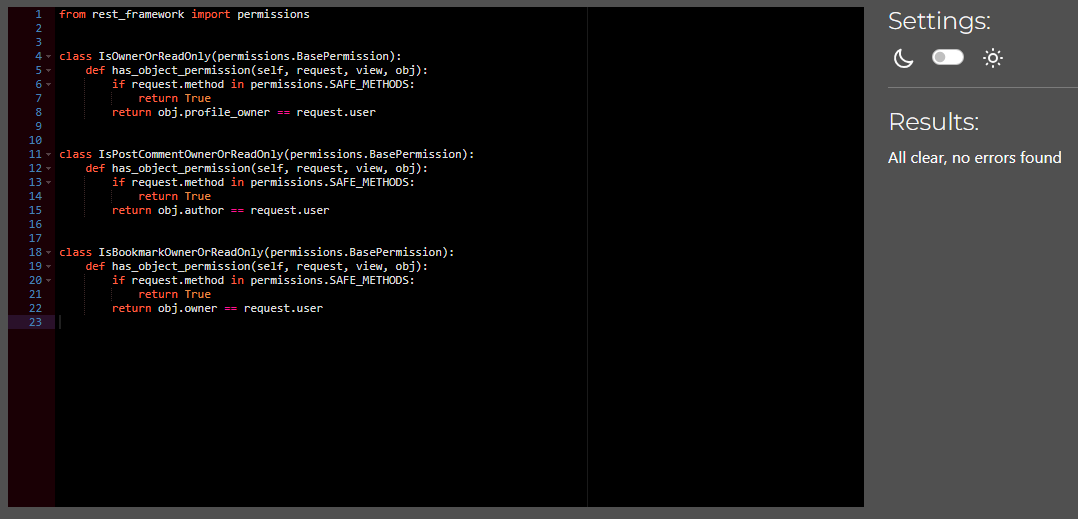 1 from rest_framework import permissions
2
3
4 class IsOwnerOrReadOnly(permissions.BasePermission):
5     def has_object_permission(self, request, view, obj):
6         if request.method in permissions.SAFE_METHODS:
7             return True
8         return obj.profile_owner == request.user
9
10
11 class IsPostCommentOwnerOrReadOnly(permissions.BasePermission):
12     def has_object_permission(self, request, view, obj):
13         if request.method in permissions.SAFE_METHODS:
14             return True
15         return obj.author == request.user
16
17
18 class IsBookmarkOwnerOrReadOnly(permissions.BasePermission):
19     def has_object_permission(self, request, view, obj):
20         if request.method in permissions.SAFE_METHODS:
21             return True
22         return obj.owner == request.user
23
Settings:
Results:
All clear, no errors found